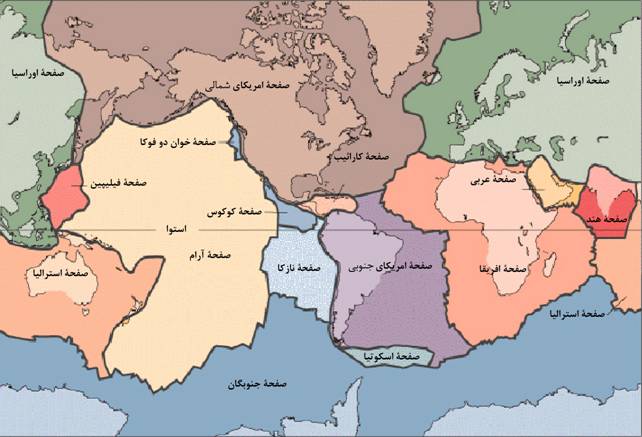 صفحهٔ اوراسیا
صفحهٔ اوراسیا
صفحهٔ امریکای شمالی
صفحهٔ خوان دو فوکا
صفحهٔ کارائیب
صفحهٔ فیلیپین
صفحهٔ عربی
صفحهٔ کوکوس
صفحهٔ هند
استوا
صفحهٔ آرام
صفحهٔ نازکا
صفحهٔ امریکای جنوبی
صفحهٔ افریقا
صفحهٔ استرالیا
صفحهٔ استرالیا
صفحهٔ اسکوتیا
صفحهٔ جنوبگان